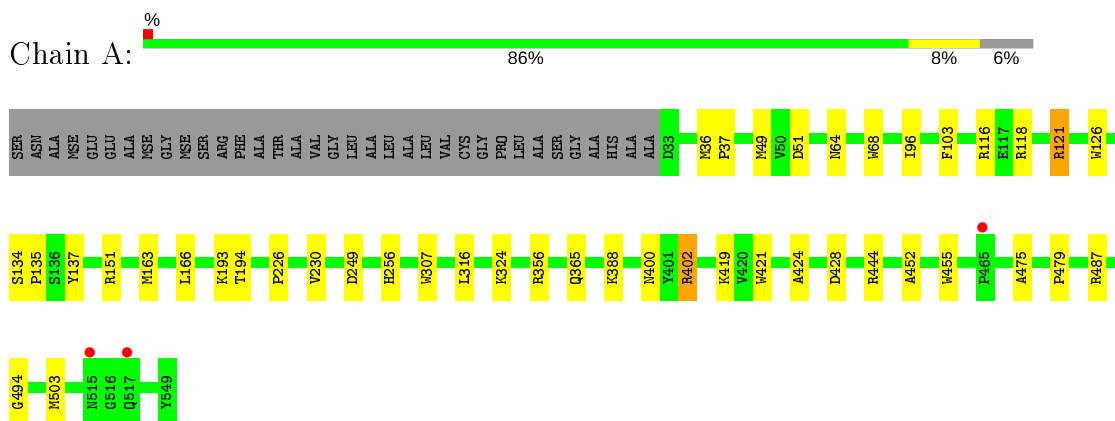 %
Chain A:
86% 8% 6%
SER ASN ALA MSE GLU GLU ALA MSE GLY MSE SER ARG PHE ALA THR ALA VAL GLY LEU ALA LEU ALA LEU VAL CYS GLY PRO LEU ALA SER GLY ALA HIS ALA ALA D33 M36 P37 M49 V50 D51 N64 W68 I96 F103 R116 E117 R118 R121 W126
S134 P135 S136 Y137 R151 M163 L166 K193 T194 P226 V230 D249 H256 W307 L316 K324 R356 Q365 K388 N400 Y401 R402 K419 V420 W421 A424 D428 R444 A452 W455 P465 A475 P479 R487
G494 M503 N515 G516 Q517 Y549